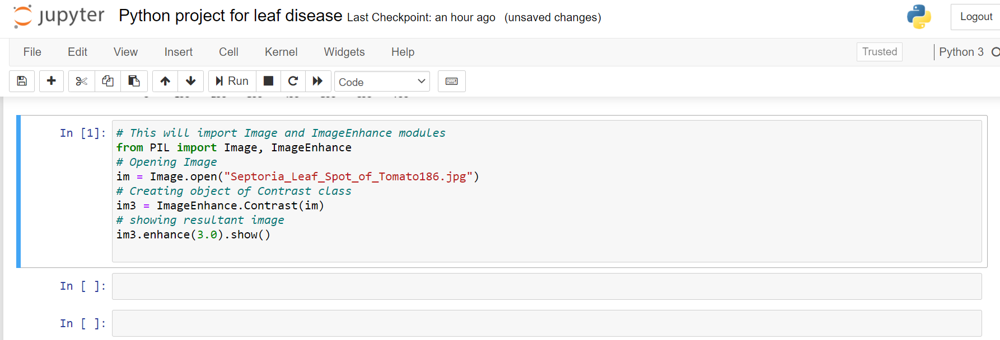 jupyter Python project for leaf disease Last Checkpoint: an hour ago (unsaved changes) Logout
File Edit View Insert Cell Kernel Widgets Help Trusted Python 3
Run Code
In [1]: # This will import Image and ImageEnhance modules
from PIL import Image, ImageEnhance
# Opening Image
im = Image.open("Septoria_Leaf_Spot_of_Tomato186.jpg")
# Creating object of Contrast class
im3 = ImageEnhance.Contrast(im)
# showing resultant image
im3.enhance(3.0).show()
In [ ]:
In [ ]: